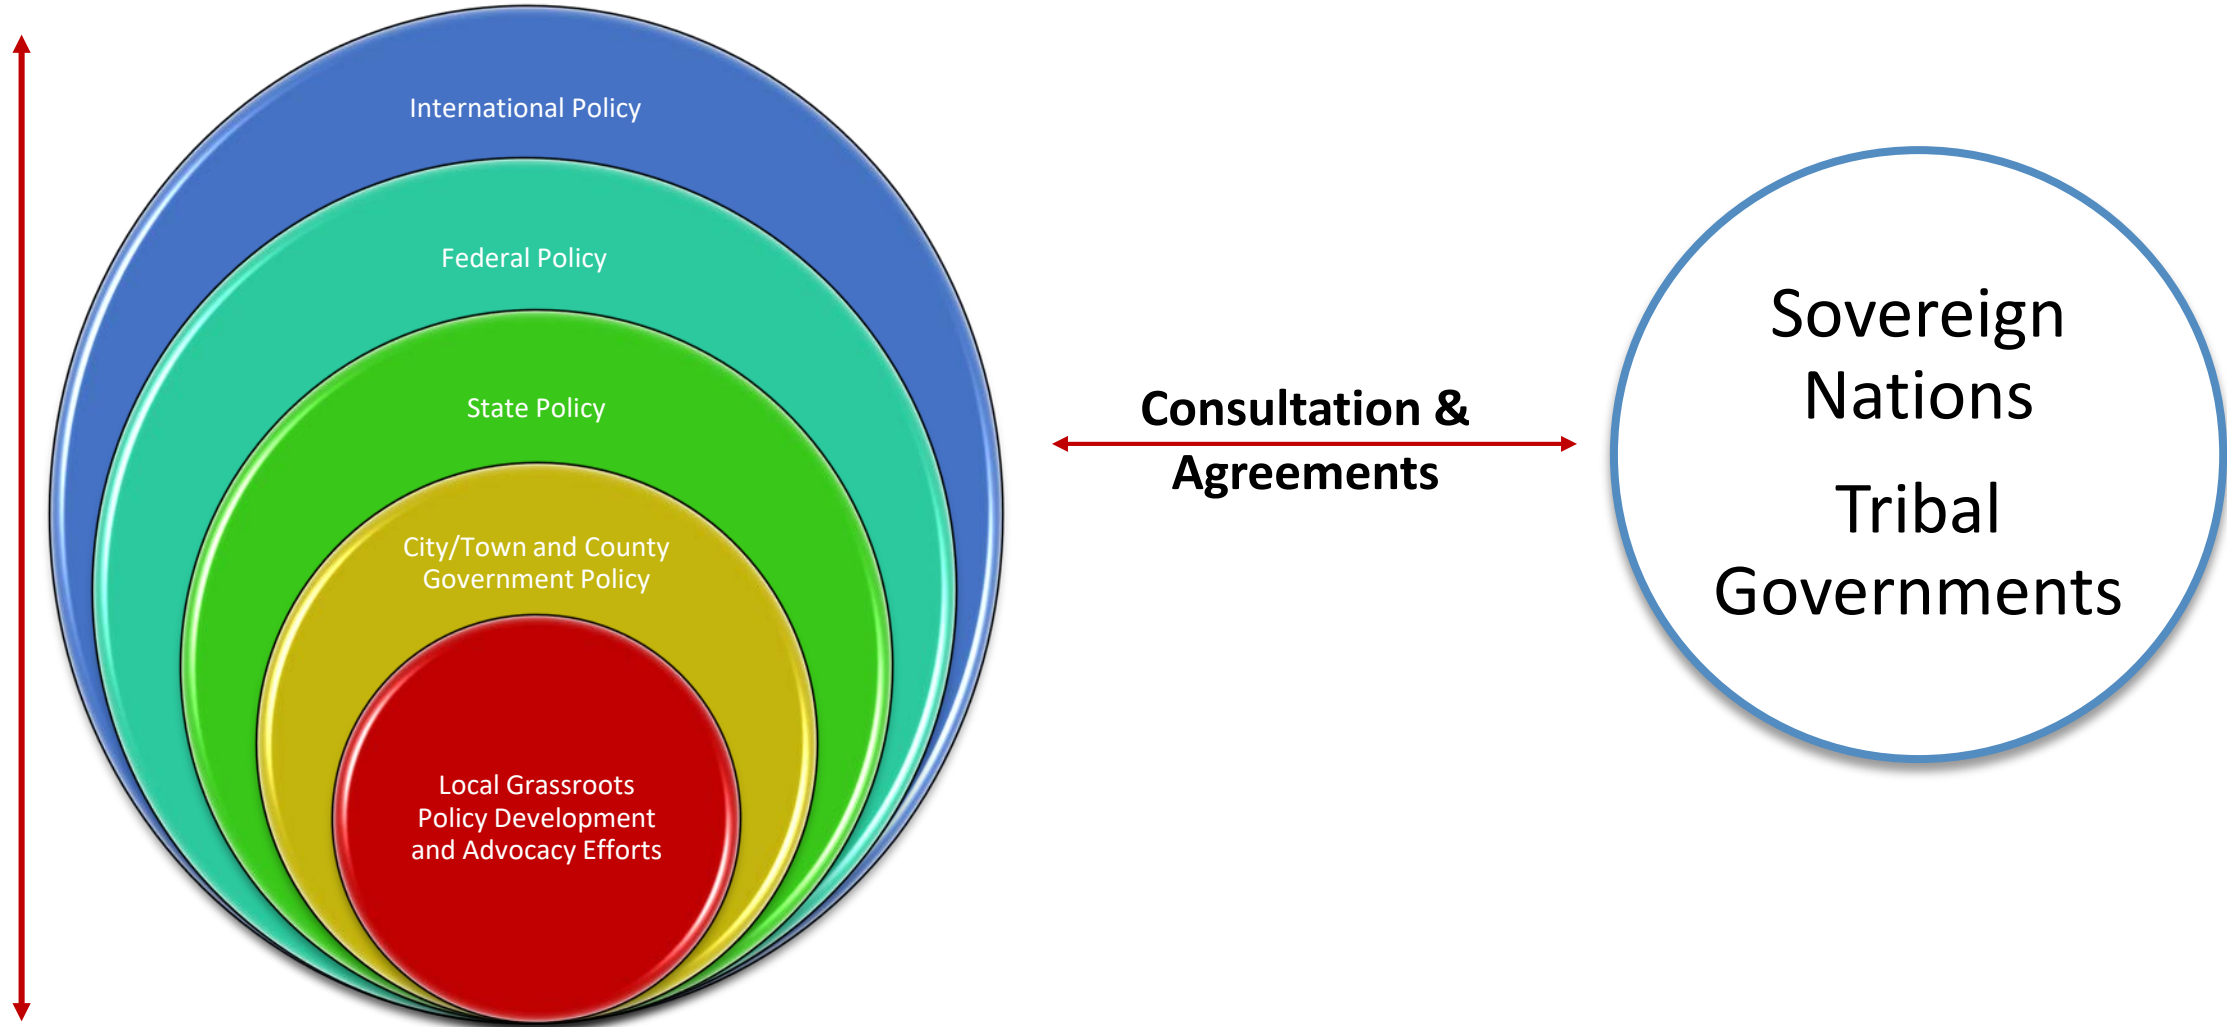 International Policy
Federal Policy
State Policy
City/Town and County
Government Policy
Local Grassroots
Policy Development
and Advocacy Efforts
Consultation &
Agreements
Sovereign
Nations
Tribal
Governments